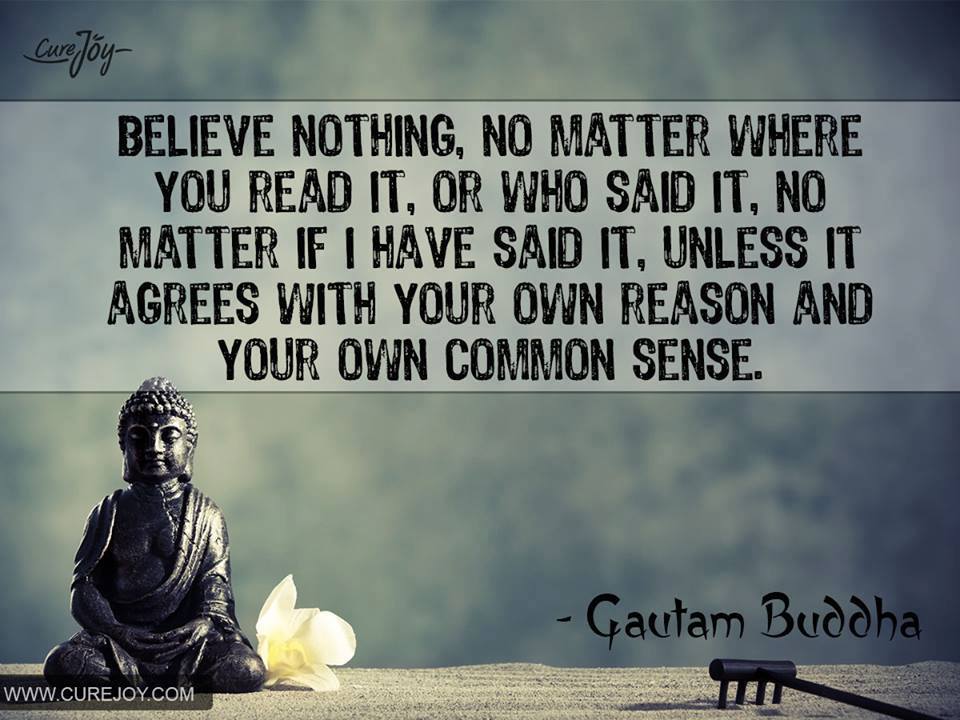 CureJoy
BELIEVE NOTHING, NO MATTER WHERE
YOU READ IT, OR WHO SAID IT, NO
MATTER IF I HAVE SAID IT, UNLESS IT
AGREES WITH YOUR OWN REASON AND
YOUR OWN COMMON SENSE.
- Gautam Buddha
WWW.CUREJOY.COM